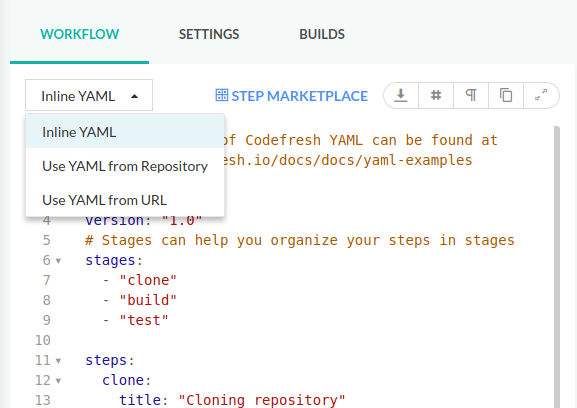 WORKFLOW SETTINGS BUILDS
Inline YAML STEP MARKETPLACE # ¶
Inline YAML
Use YAML from Repository
Use YAML from URL
of Codefresh YAML can be found at
esh.io/docs/docs/yaml-examples
4 version: "1.0"
5 # Stages can help you organize your steps in stages
6 stages:
7 - "clone"
8 - "build"
9 - "test"
10
11 steps:
12 clone:
13 title: "Cloning repository"